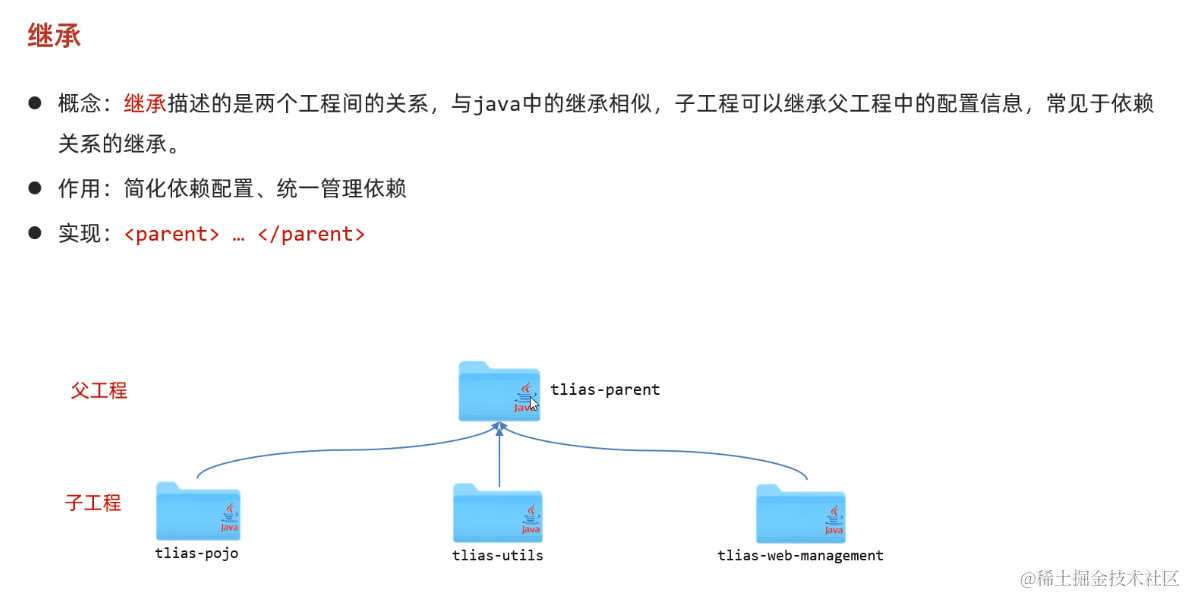 继承
● 概念：继承描述的是两个工程间的关系，与java中的继承相似，子工程可以继承父工程中的配置信息，常见于依赖
关系的继承。
● 作用：简化依赖配置、统一管理依赖
● 实现：<parent> … </parent>
父工程
Java
tlias-parent
子工程
Java
Java
Java
tlias-pojo
tlias-utils
tlias-web-management
@稀土掘金技术社区